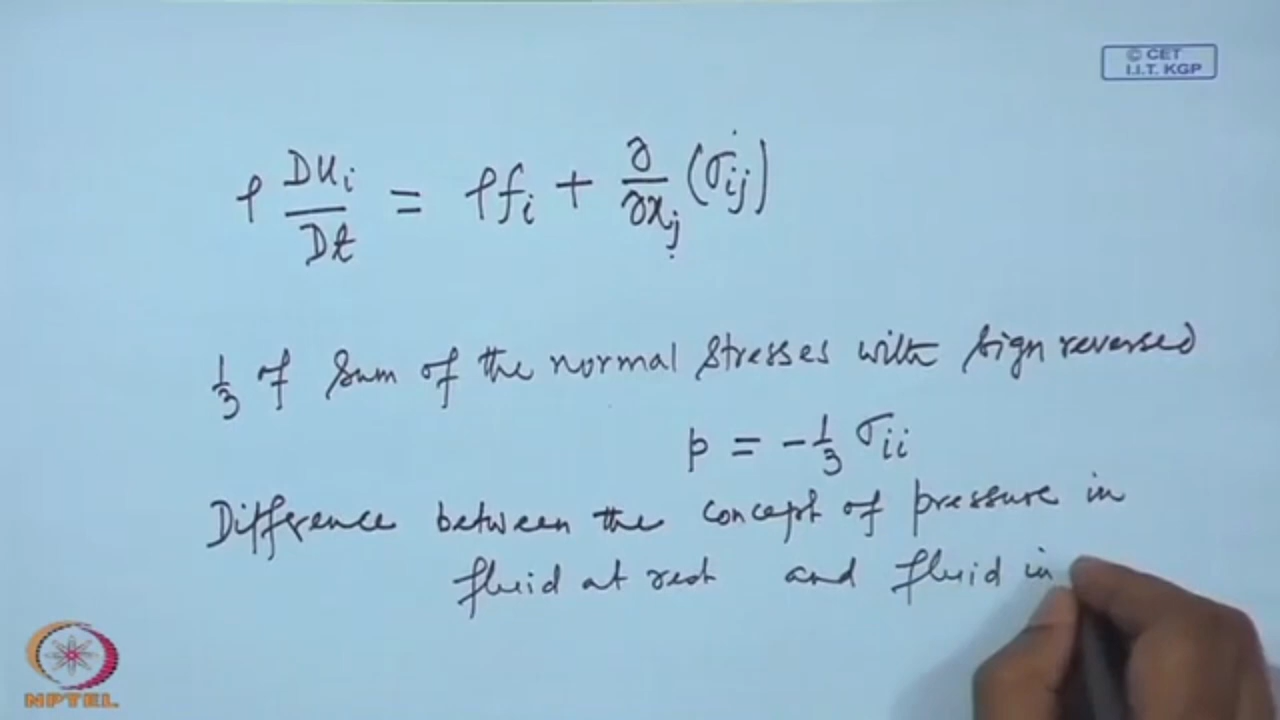 © CET
I.I.T. KGP
ρ Du_i/Dt = ρf_i + ∂/∂x_j (σ_ij)
1/3 of Sum of the normal stresses with sign reversed
p = -1/3 σ_ii
Difference between the concept of pressure in
fluid at rest and fluid in
NPTEL